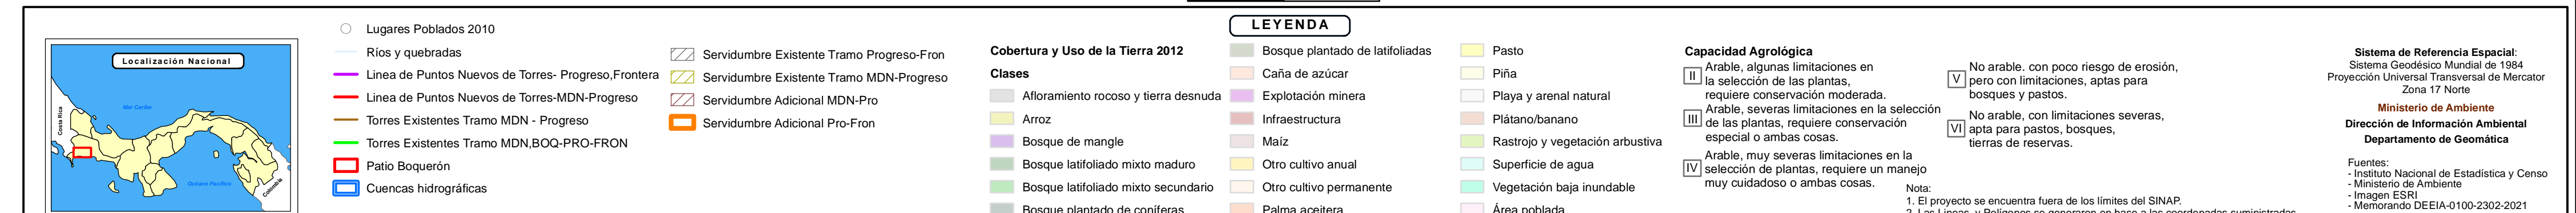 LEYENDA
Localización Nacional
Mar Caribe
Costa Rica
Océano Pacífico
Colombia
Lugares Poblados 2010
Ríos y quebradas
Linea de Puntos Nuevos de Torres- Progreso,Frontera
Linea de Puntos Nuevos de Torres-MDN-Progreso
Torres Existentes Tramo MDN - Progreso
Torres Existentes Tramo MDN,BOQ-PRO-FRON
Patio Boquerón
Cuencas hidrográficas
Servidumbre Existente Tramo Progreso-Fron
Servidumbre Existente Tramo MDN-Progreso
Servidumbre Adicional MDN-Pro
Servidumbre Adicional Pro-Fron
Cobertura y Uso de la Tierra 2012
Clases
Afloramiento rocoso y tierra desnuda
Arroz
Bosque de mangle
Bosque latifoliado mixto maduro
Bosque latifoliado mixto secundario
Bosque plantado de coníferas
Bosque plantado de latifoliadas
Caña de azúcar
Explotación minera
Infraestructura
Maíz
Otro cultivo anual
Otro cultivo permanente
Palma aceitera
Pasto
Piña
Playa y arenal natural
Plátano/banano
Rastrojo y vegetación arbustiva
Superficie de agua
Vegetación baja inundable
Área poblada
Capacidad Agrológica
II Arable, algunas limitaciones en
la selección de las plantas,
requiere conservación moderada.
III Arable, severas limitaciones en la selección
de las plantas, requiere conservación
especial o ambas cosas.
IV Arable, muy severas limitaciones en la
selección de plantas, requiere un manejo
muy cuidadoso o ambas cosas.
V No arable. con poco riesgo de erosión,
pero con limitaciones, aptas para
bosques y pastos.
VI No arable, con limitaciones severas,
apta para pastos, bosques,
tierras de reservas.
Nota:
1. El proyecto se encuentra fuera de los límites del SINAP.
2. Las Lineas, y Polígonos se generaron en base a las coordenadas suministradas
Sistema de Referencia Espacial:
Sistema Geodésico Mundial de 1984
Proyección Universal Transversal de Mercator
Zona 17 Norte
Ministerio de Ambiente
Dirección de Información Ambiental
Departamento de Geomática
Fuentes:
- Instituto Nacional de Estadística y Censo
- Ministerio de Ambiente
- Imagen ESRI
- Memorando DEEIA-0100-2302-2021